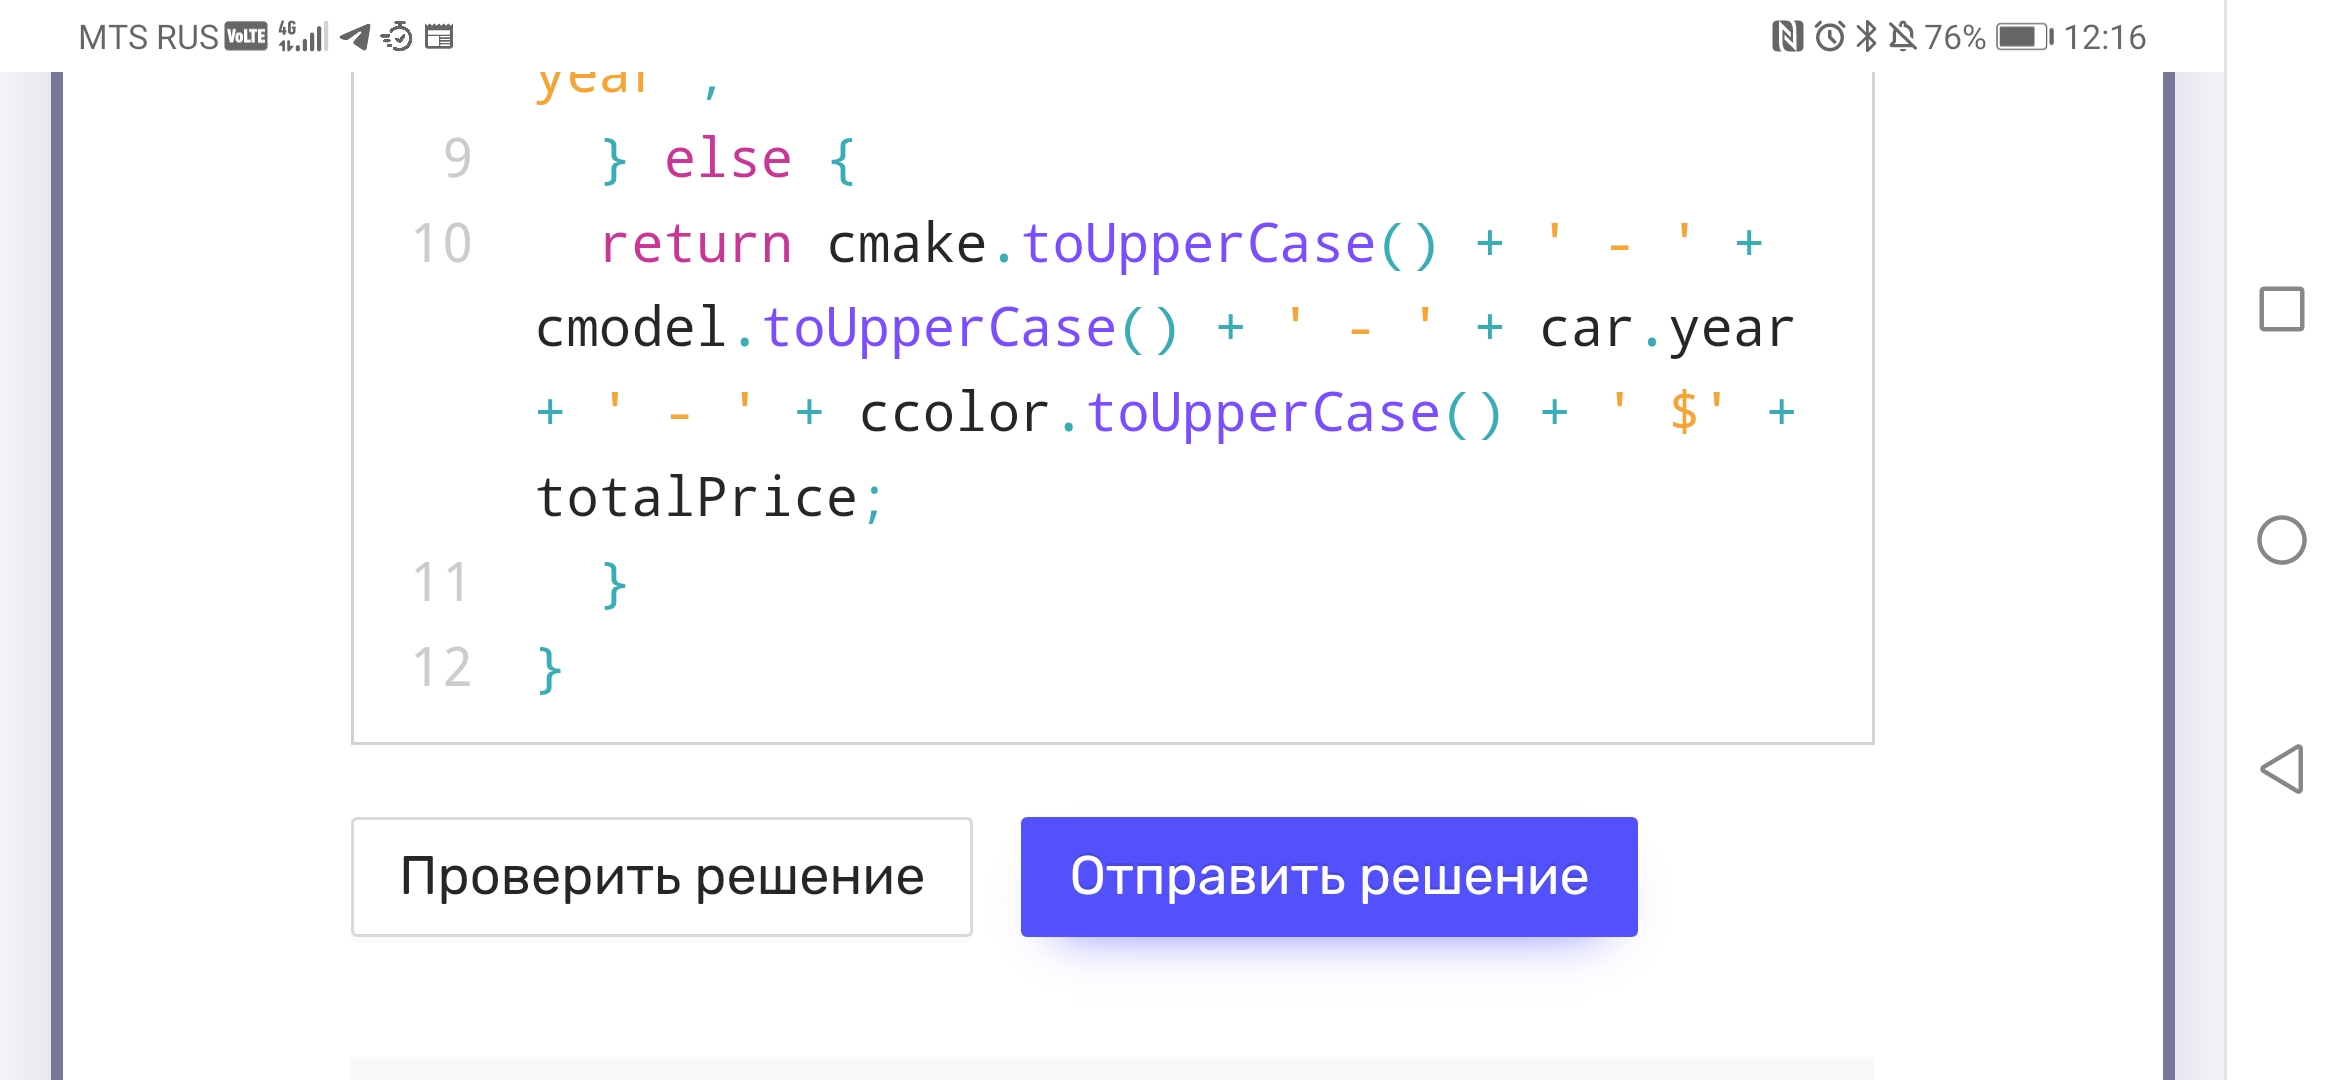 MTS RUS VoLTE 4G 76% 12:16
year ,
9 } else {
10 return cmake.toUpperCase() + ' - ' +
cmodel.toUpperCase() + ' - ' + car.year
+ ' - ' + ccolor.toUpperCase() + ' $' +
totalPrice;
11 }
12 }
Проверить решение Отправить решение